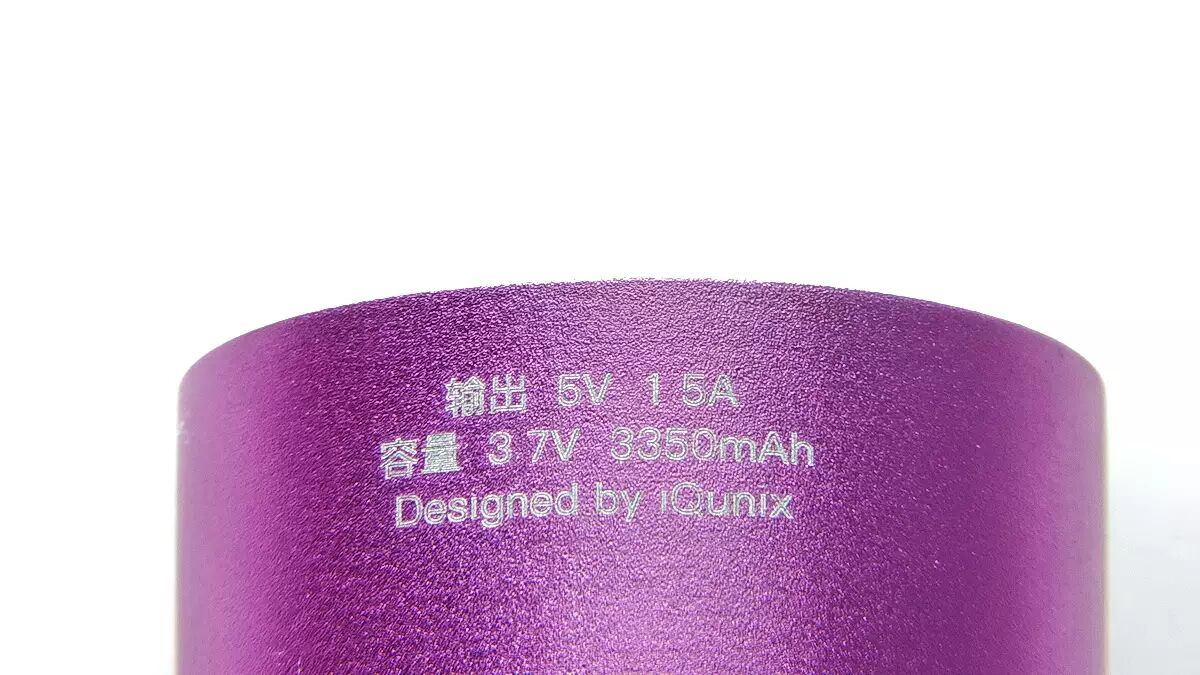 输出 5V 1 5A
容量 3 7V 3350mAh
Designed by iQunix